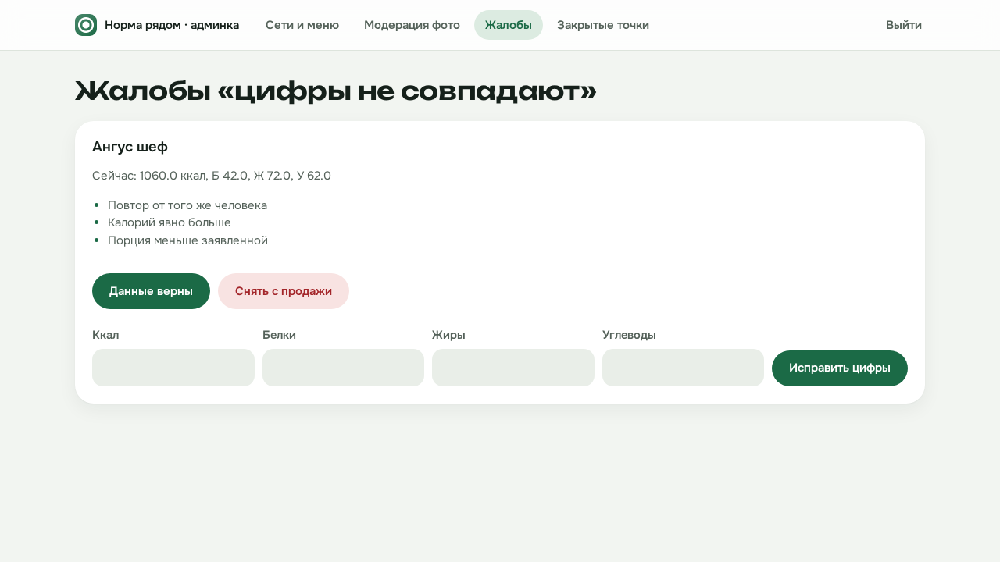 Норма рядом · админка Сети и меню Модерация фото Жалобы Закрытые точки Выйти
Жалобы «цифры не совпадают»
Ангус шеф
Сейчас: 1060.0 ккал, Б 42.0, Ж 72.0, У 62.0
Повтор от того же человека
Калорий явно больше
Порция меньше заявленной
Данные верны Снять с продажи
Ккал Белки Жиры Углеводы
Исправить цифры